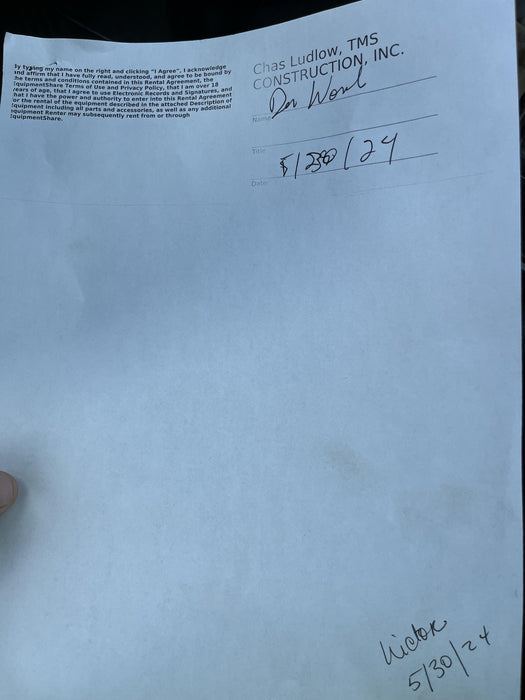 By typing my name on the right and clicking "I Agree", I acknowledge
and affirm that I have fully read, understood, and agree to be bound by
the terms and conditions contained in this Rental Agreement, the
EquipmentShare Terms of Use and Privacy Policy, that I am over 18
years of age, that I agree to use Electronic Records and Signatures, and
that I have the power and authority to enter into this Rental Agreement
for the rental of the equipment described in the attached Description of
Equipment including all parts and accessories, as well as any additional
equipment Renter may subsequently rent from or through
EquipmentShare.
Chas Ludlow, TMS
CONSTRUCTION, INC.
Name
Title
5/30/24
Date
Victor
5/30/24